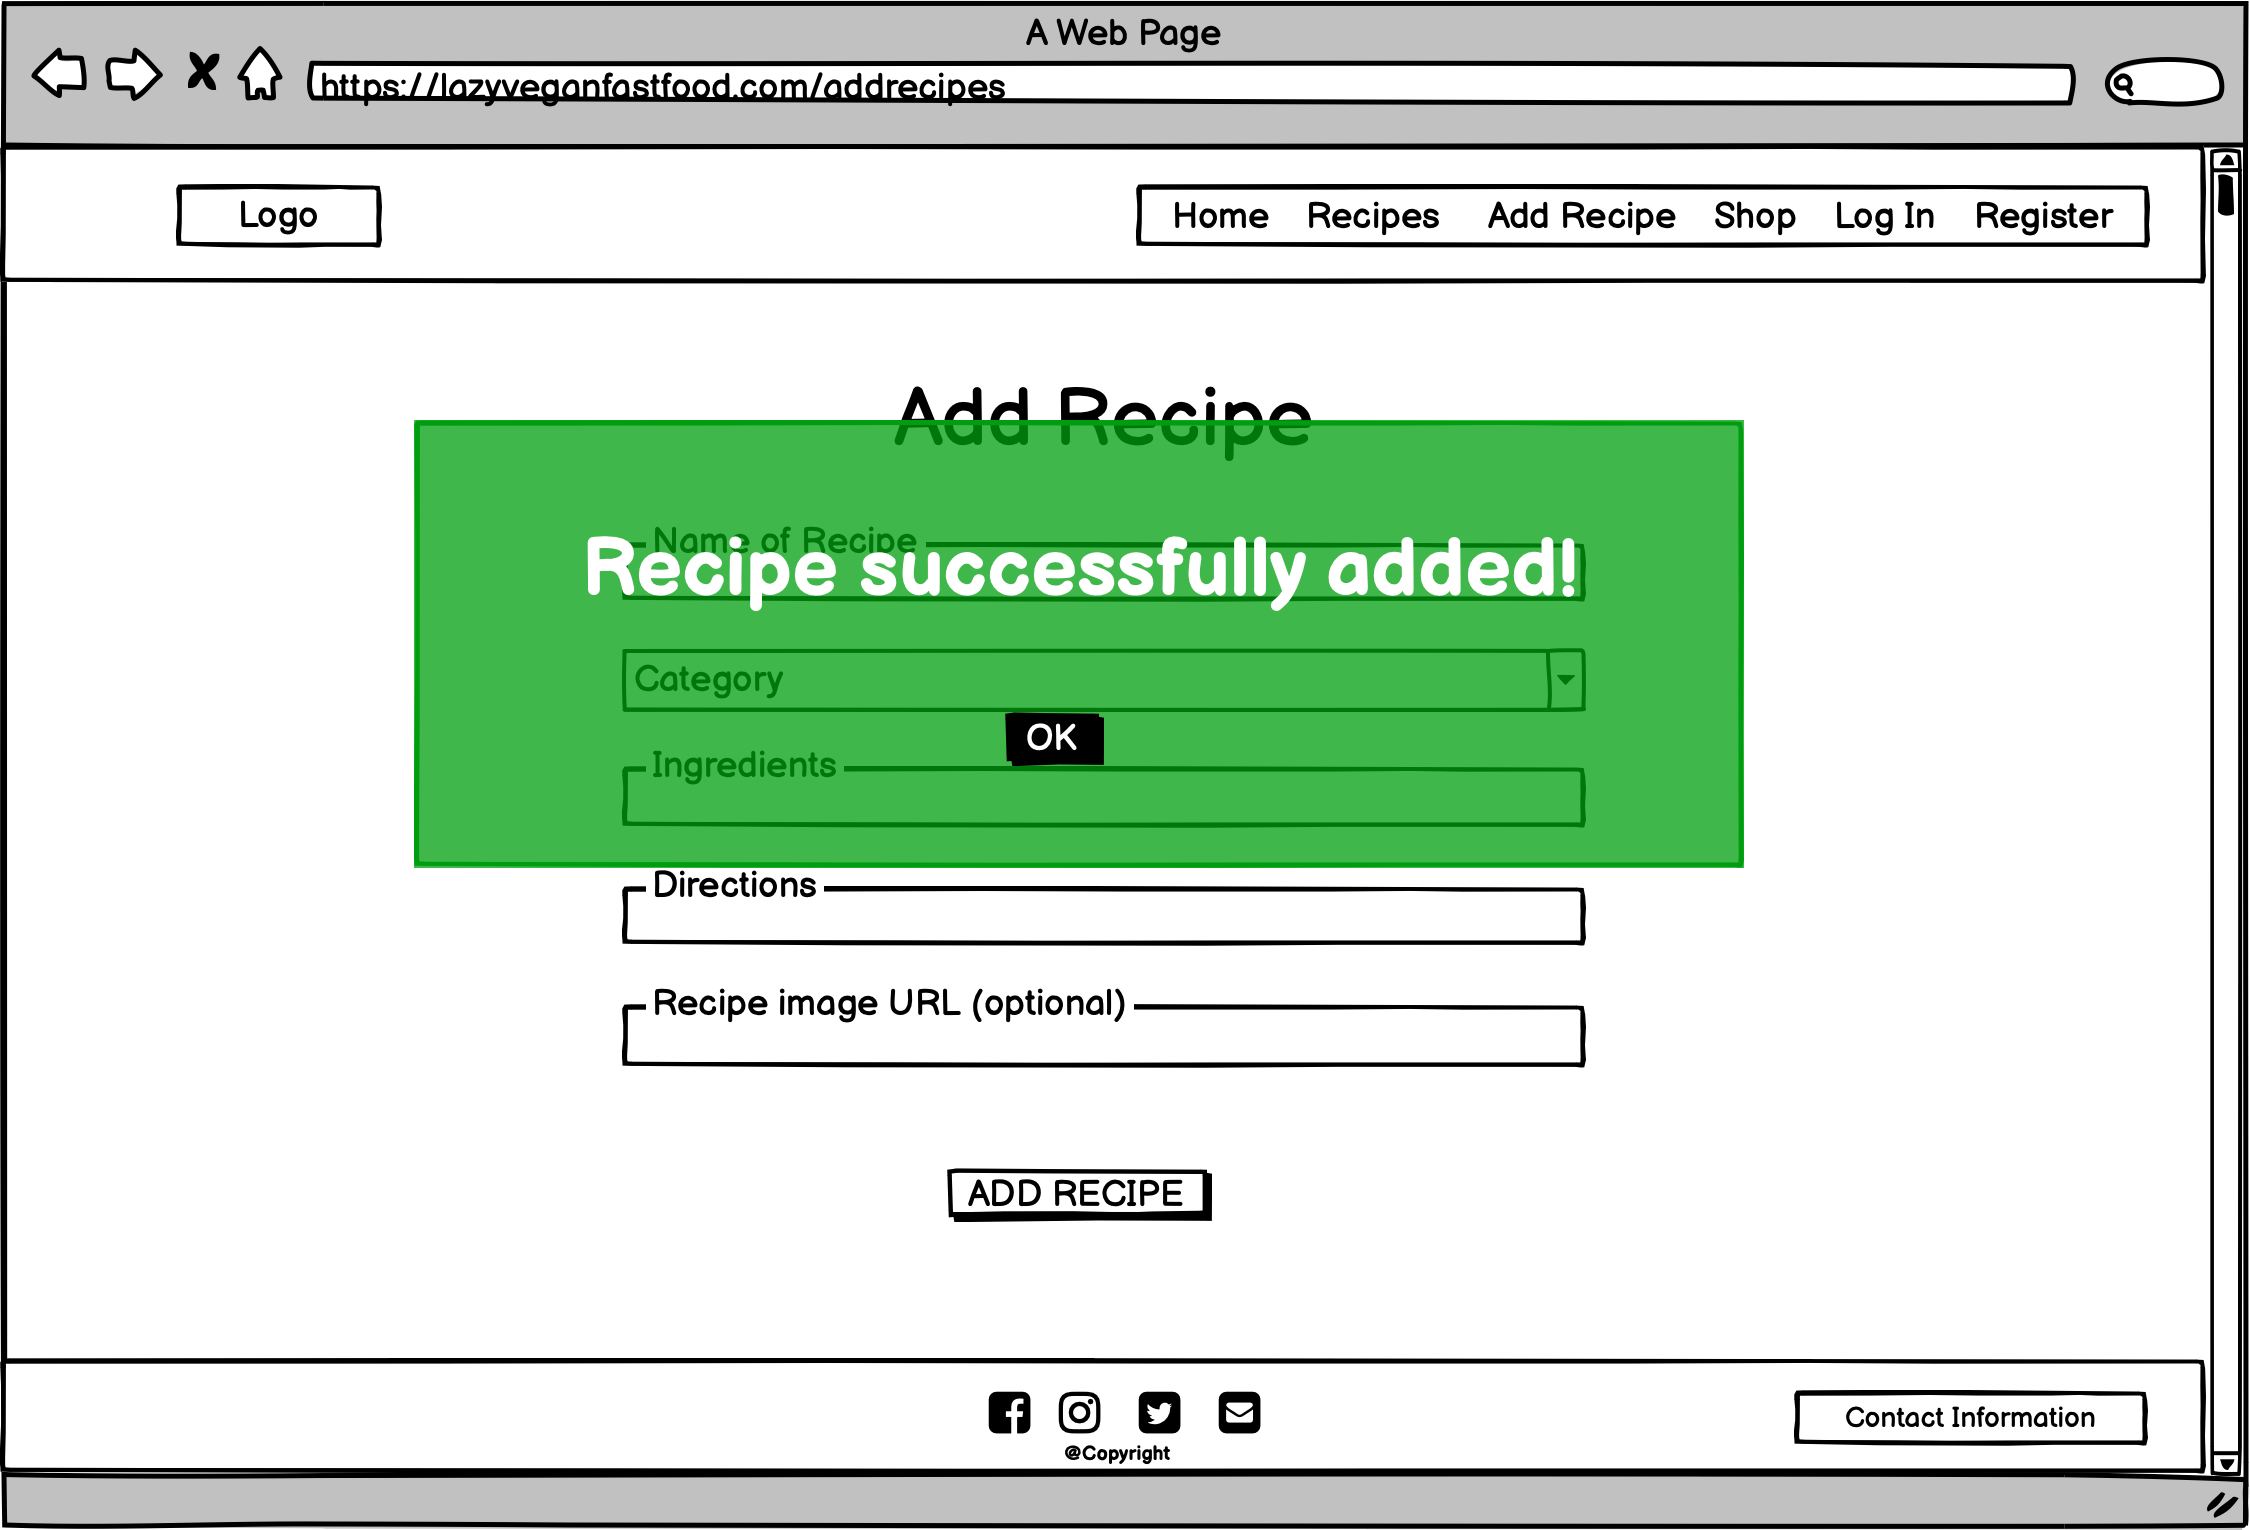 A Web Page
https://lazyveganfastfood.com/addrecipes
Logo
Home Recipes Add Recipe Shop Log In Register
Add Recipe
Name of Recipe
Recipe successfully added!
Category
OK
Ingredients
Directions
Recipe image URL (optional)
ADD RECIPE
Contact Information
@Copyright